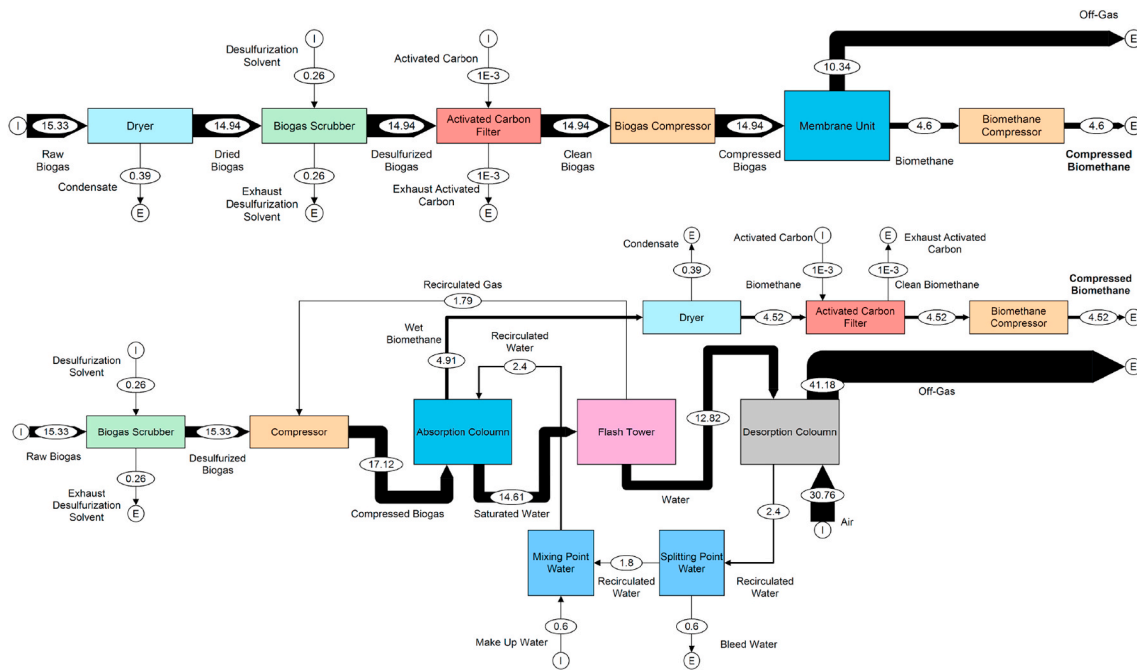 Off-Gas
E
10.34
Desulfurization
Solvent
I
0.26
Activated Carbon
I
1E-3
I
15.33
Dryer
14.94
Biogas Scrubber
14.94
Activated Carbon
Filter
14.94
Biogas Compressor
14.94
Membrane Unit
4.6
Biomethane
Compressor
4.6
E
Raw
Biogas
Condensate
0.39
E
Dried
Biogas
0.26
Exhaust
Desulfurization
Solvent
E
Desulfurized
Biogas
1E-3
Exhaust Activated
Carbon
E
Clean
Biogas
Compressed
Biogas
Biomethane
Compressed
Biomethane
Condensate
E
0.39
Activated Carbon
I
1E-3
E
Exhaust Activated
Carbon
1E-3
Biomethane
Clean Biomethane
Compressed
Biomethane
Dryer
4.52
Activated Carbon
Filter
4.52
Biomethane
Compressor
4.52
E
Recirculated Gas
1.79
Wet
Biomethane
4.91
Recirculated
Water
2.4
12.82
41.18
E
Off-Gas
Desulfurization
Solvent
I
0.26
I
15.33
Biogas Scrubber
15.33
Compressor
17.12
Absorption Coloumn
14.61
Flash Tower
Desorption Coloumn
Raw Biogas
Desulfurized
Biogas
0.26
Exhaust
Desulfurization
Solvent
E
Compressed Biogas
Saturated Water
Water
2.4
30.76
I
Air
Mixing Point
Water
1.8
Recirculated
Water
Splitting Point
Water
Recirculated
Water
Make Up Water
0.6
I
0.6
E
Bleed Water